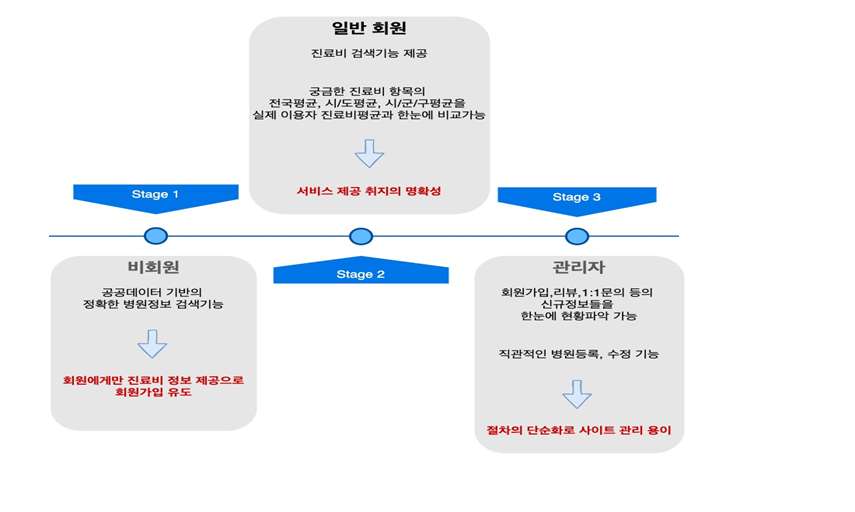 일반 회원
진료비 검색기능 제공
궁금한 진료비 항목의
전국평균, 시/도평균, 시/군/구평균을
실제 이용자 진료비평균과 한눈에 비교가능
서비스 제공 취지의 명확성
Stage 1
Stage 3
Stage 2
비회원
공공데이터 기반의
정확한 병원정보 검색기능
회원에게만 진료비 정보 제공으로
회원가입 유도
관리자
회원가입,리뷰,1:1문의 등의
신규정보들을
한눈에 현황파악 가능
직관적인 병원등록, 수정 기능
절차의 단순화로 사이트 관리 용이